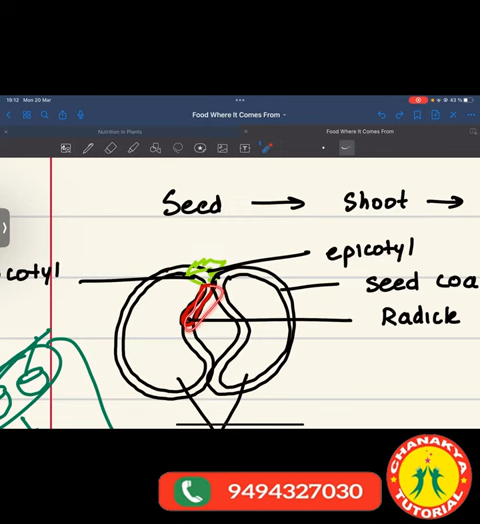 19:12 Mon 20 Mar
43 %
Food Where It Comes From
Nutrition in Plants
Food Where It Comes From
Seed → Shoot →
epicotyl
cotyl
seed coa
Radicle
9494327030
CHANAKYA
TUTORIAL